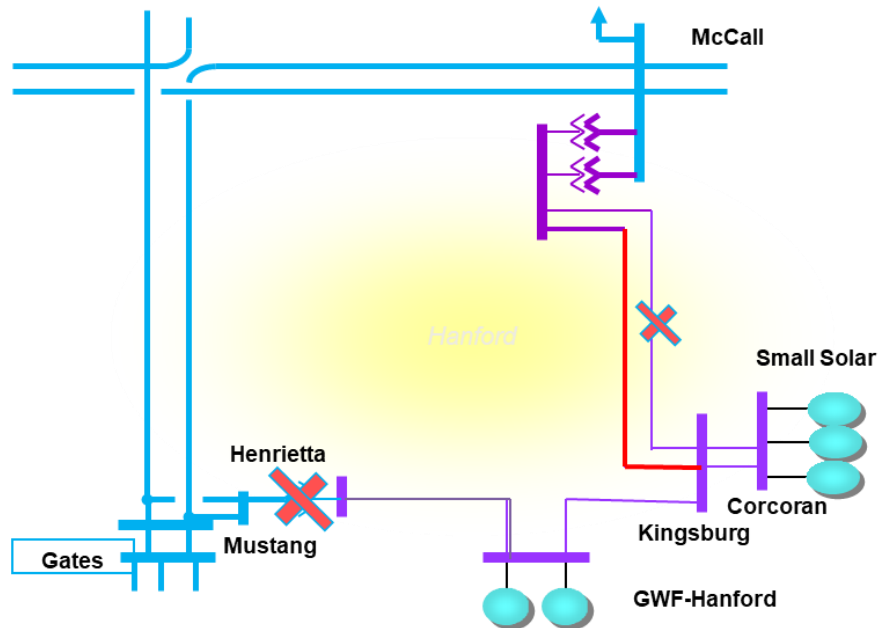 McCall
Hanford
Small Solar
Henrietta
Corcoran
Kingsburg
Mustang
Gates
GWF-Hanford